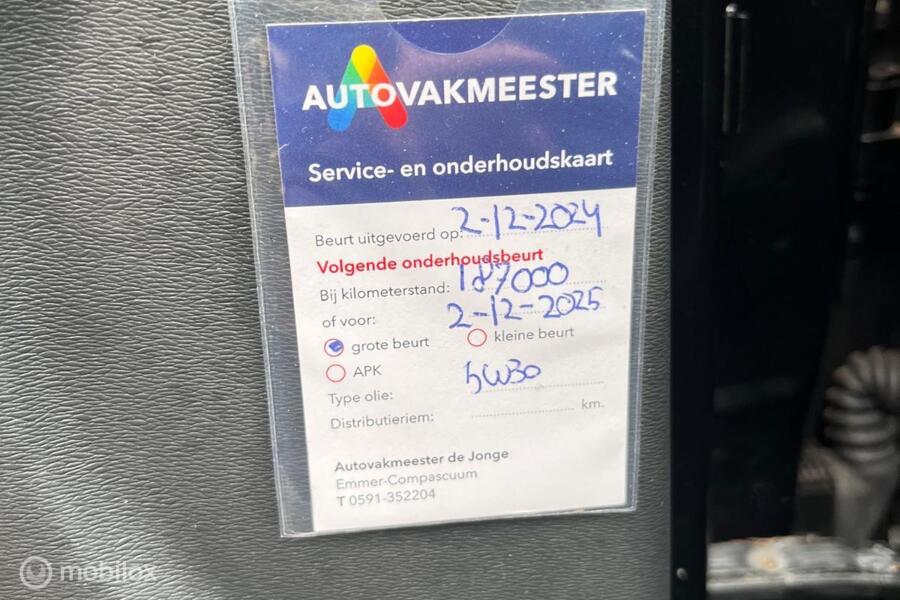 AUTOVAKMEESTER
Service- en onderhoudskaart
Beurt uitgevoerd op: 2-12-2024
Volgende onderhoudsbeurt
Bij kilometerstand: 187000
of voor: 2-12-2025
grote beurt kleine beurt
APK
Type olie: 5W30
Distributieriem: km.
Autovakmeester de Jonge
Emmer-Compascuum
T 0591-352204
mobilox